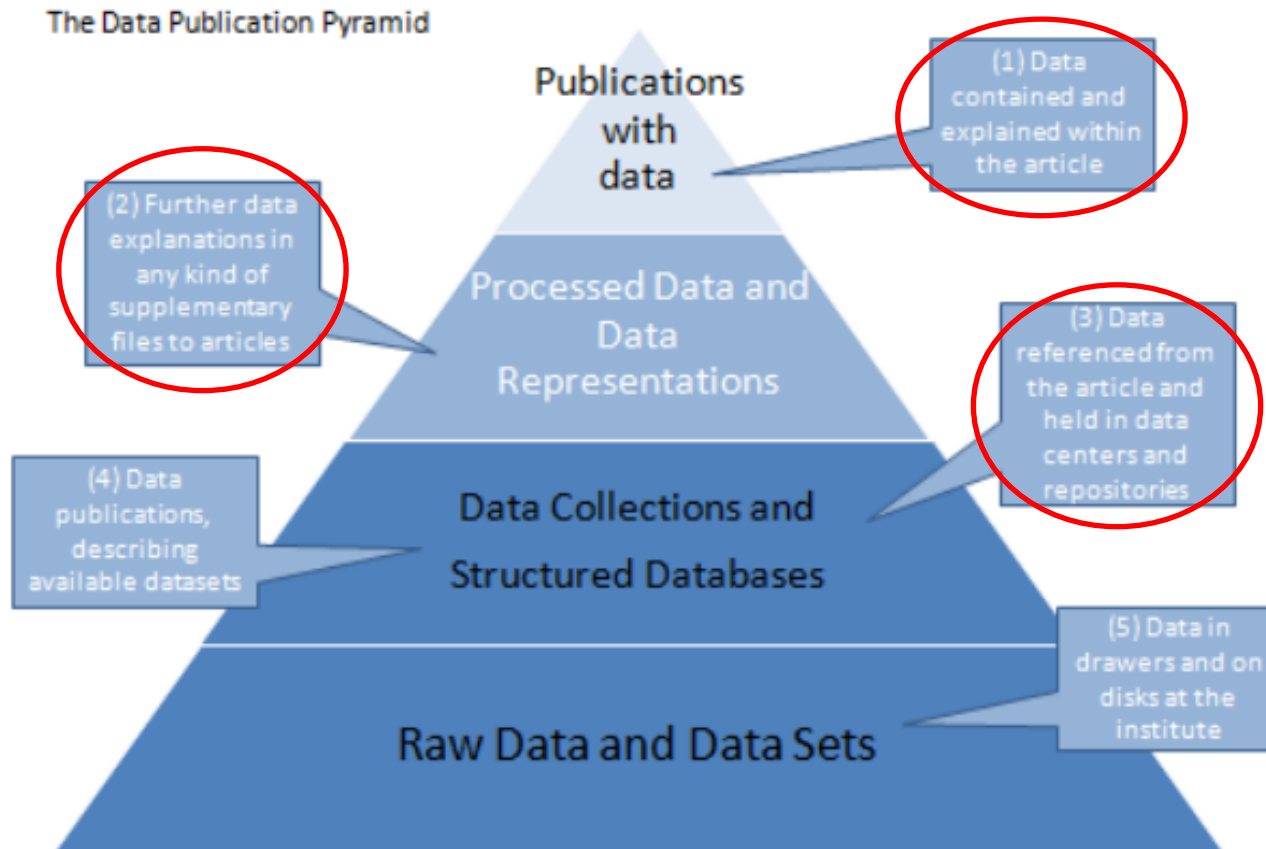 The Data Publication Pyramid
Publications
with
data
(1) Data
contained and
explained within
the article
(2) Further data
explanations in
any kind of
supplementary
files to articles
Processed Data and
Data
Representations
(3) Data
referenced from
the article and
held in data
centers and
repositories
(4) Data
publications,
describing
available datasets
Data Collections and
Structured Databases
(5) Data in
drawers and on
disks at the
institute
Raw Data and Data Sets